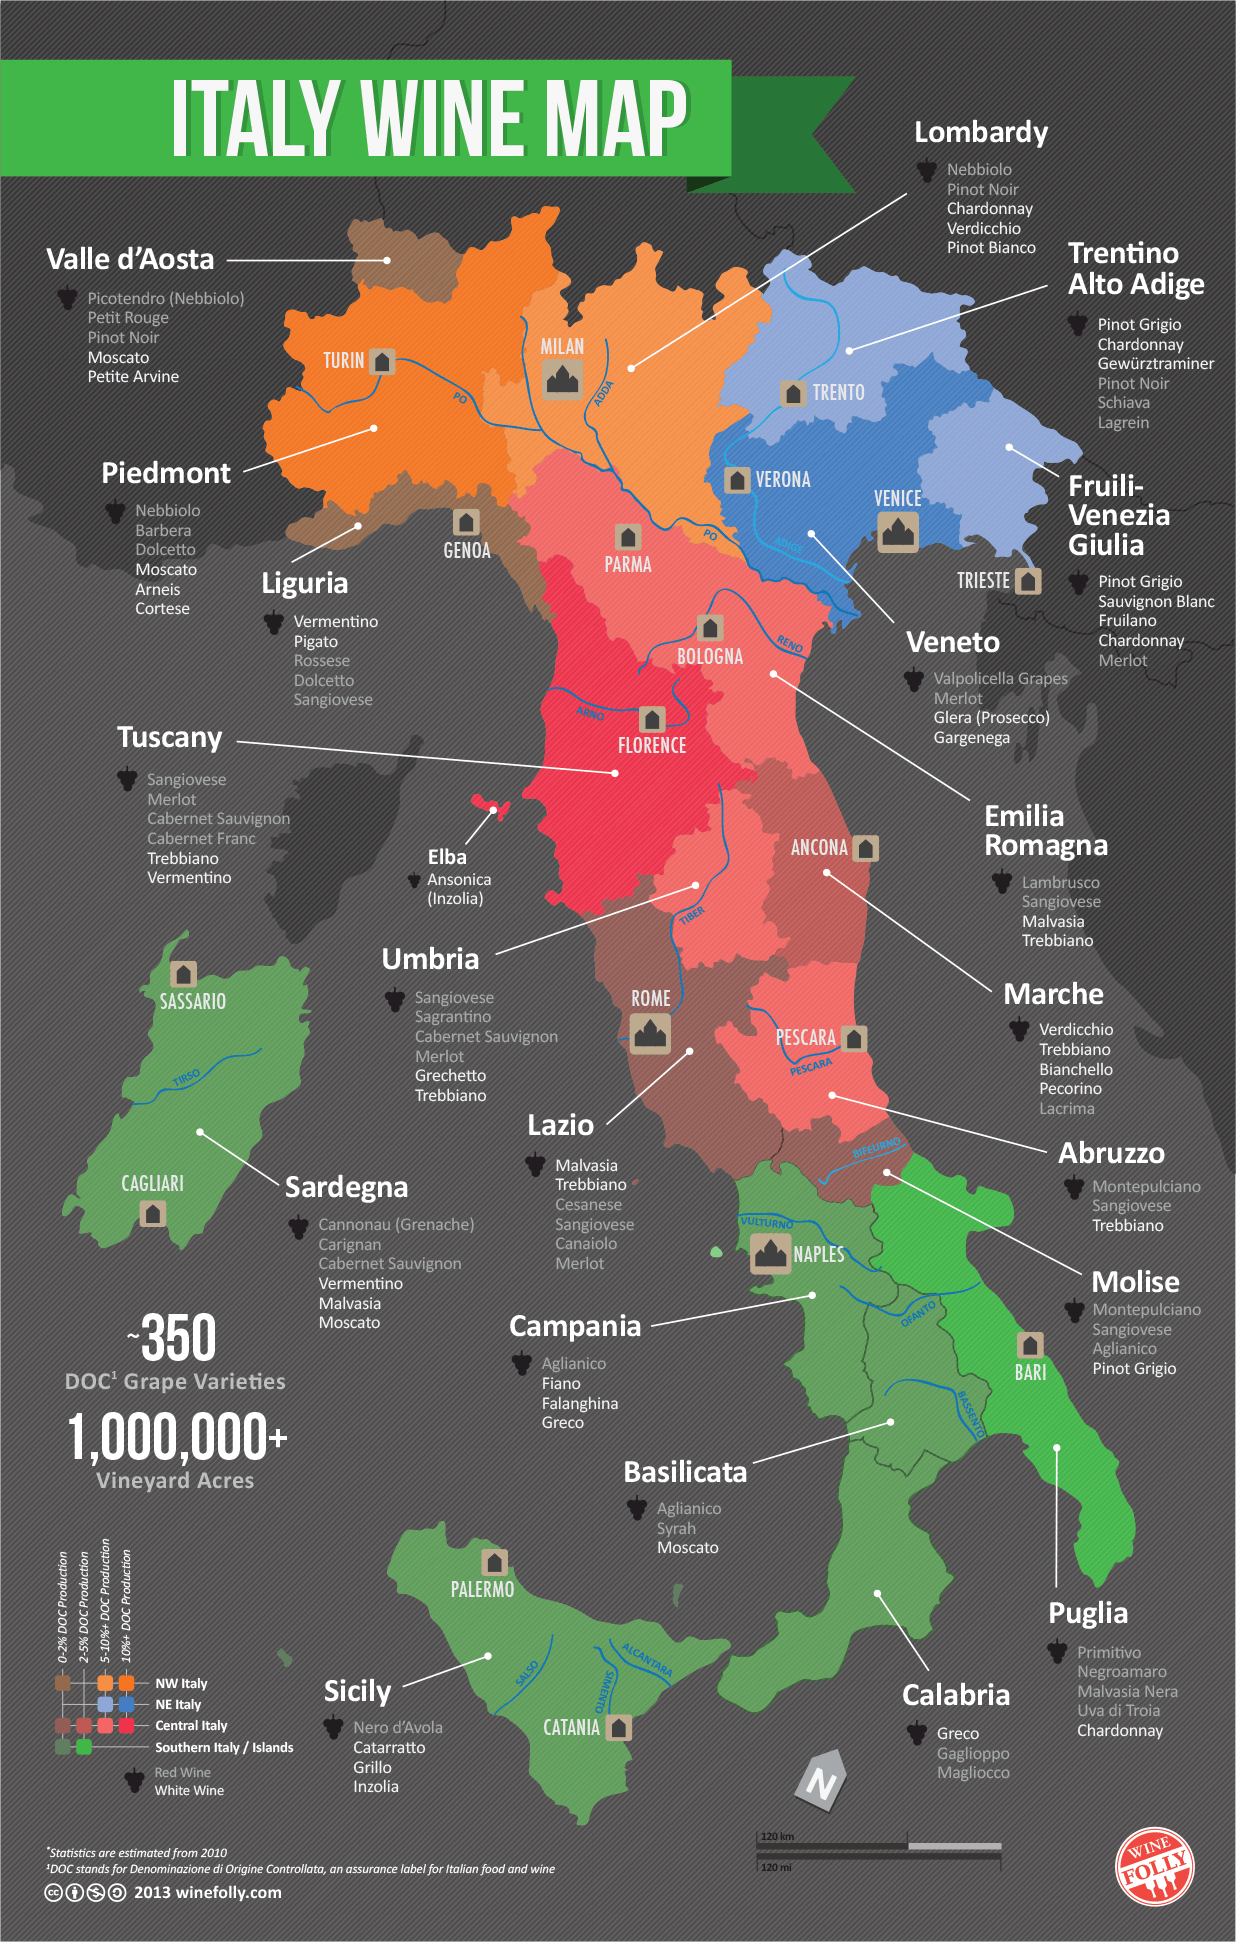 ITALY WINE MAP
Lombardy
Nebbiolo
Pinot Noir
Chardonnay
Verdicchio
Pinot Bianco
Valle d'Aosta
Picotendro (Nebbiolo)
Petit Rouge
Pinot Noir
Moscato
Petite Arvine
Trentino
Alto Adige
Pinot Grigio
Chardonnay
Gewürztraminer
Pinot Noir
Schiava
Lagrein
TURIN
PO
MILAN
ADDA
TRENTO
Piedmont
Nebbiolo
Barbera
Dolcetto
Moscato
Arneis
Cortese
VERONA
VENICE
ADIGE
Fruili-
Venezia
Giulia
Pinot Grigio
Sauvignon Blanc
Fruilano
Chardonnay
Merlot
TRIESTE
GENOA
PARMA
PO
Liguria
Vermentino
Pigato
Rossese
Dolcetto
Sangiovese
BOLOGNA
RENO
Veneto
Valpolicella Grapes
Merlot
Glera (Prosecco)
Gargenega
Tuscany
Sangiovese
Merlot
Cabernet Sauvignon
Cabernet Franc
Trebbiano
Vermentino
ARNO
FLORENCE
Elba
Ansonica
(Inzolia)
Emilia
Romagna
Lambrusco
Sangiovese
Malvasia
Trebbiano
ANCONA
TIBER
Umbria
Sangiovese
Sagrantino
Cabernet Sauvignon
Merlot
Grechetto
Trebbiano
Marche
Verdicchio
Trebbiano
Bianchello
Pecorino
Lacrima
SASSARIO
TIRSO
CAGLIARI
ROME
PESCARA
PESCARA
Lazio
Malvasia
Trebbiano
Cesanese
Sangiovese
Canaiolo
Merlot
BIFEURNO
Abruzzo
Montepulciano
Sangiovese
Trebbiano
Sardegna
Cannonau (Grenache)
Carignan
Cabernet Sauvignon
Vermentino
Malvasia
Moscato
VULTURNO
NAPLES
OFANTO
Molise
Montepulciano
Sangiovese
Aglianico
Pinot Grigio
~350
DOC¹ Grape Varieties
1,000,000+
Vineyard Acres
Campania
Aglianico
Fiano
Falanghina
Greco
BARI
BASSENTO
Basilicata
Aglianico
Syrah
Moscato
PALERMO
SALSO
SIMENTO
ALCANTARA
CATANIA
Sicily
Nero d'Avola
Catarratto
Grillo
Inzolia
Puglia
Primitivo
Negroamaro
Malvasia Nera
Uva di Troia
Chardonnay
Calabria
Greco
Gaglioppo
Magliocco
0-2% DOC Production
2-5% DOC Production
5-10%+ DOC Production
10%+ DOC Production
NW Italy
NE Italy
Central Italy
Southern Italy / Islands
Red Wine
White Wine
N
120 km
120 mi
*Statistics are estimated from 2010
¹DOC stands for Denominazione di Origine Controllata, an assurance label for Italian food and wine
cc 2013 winefolly.com
WINE
FOLLY